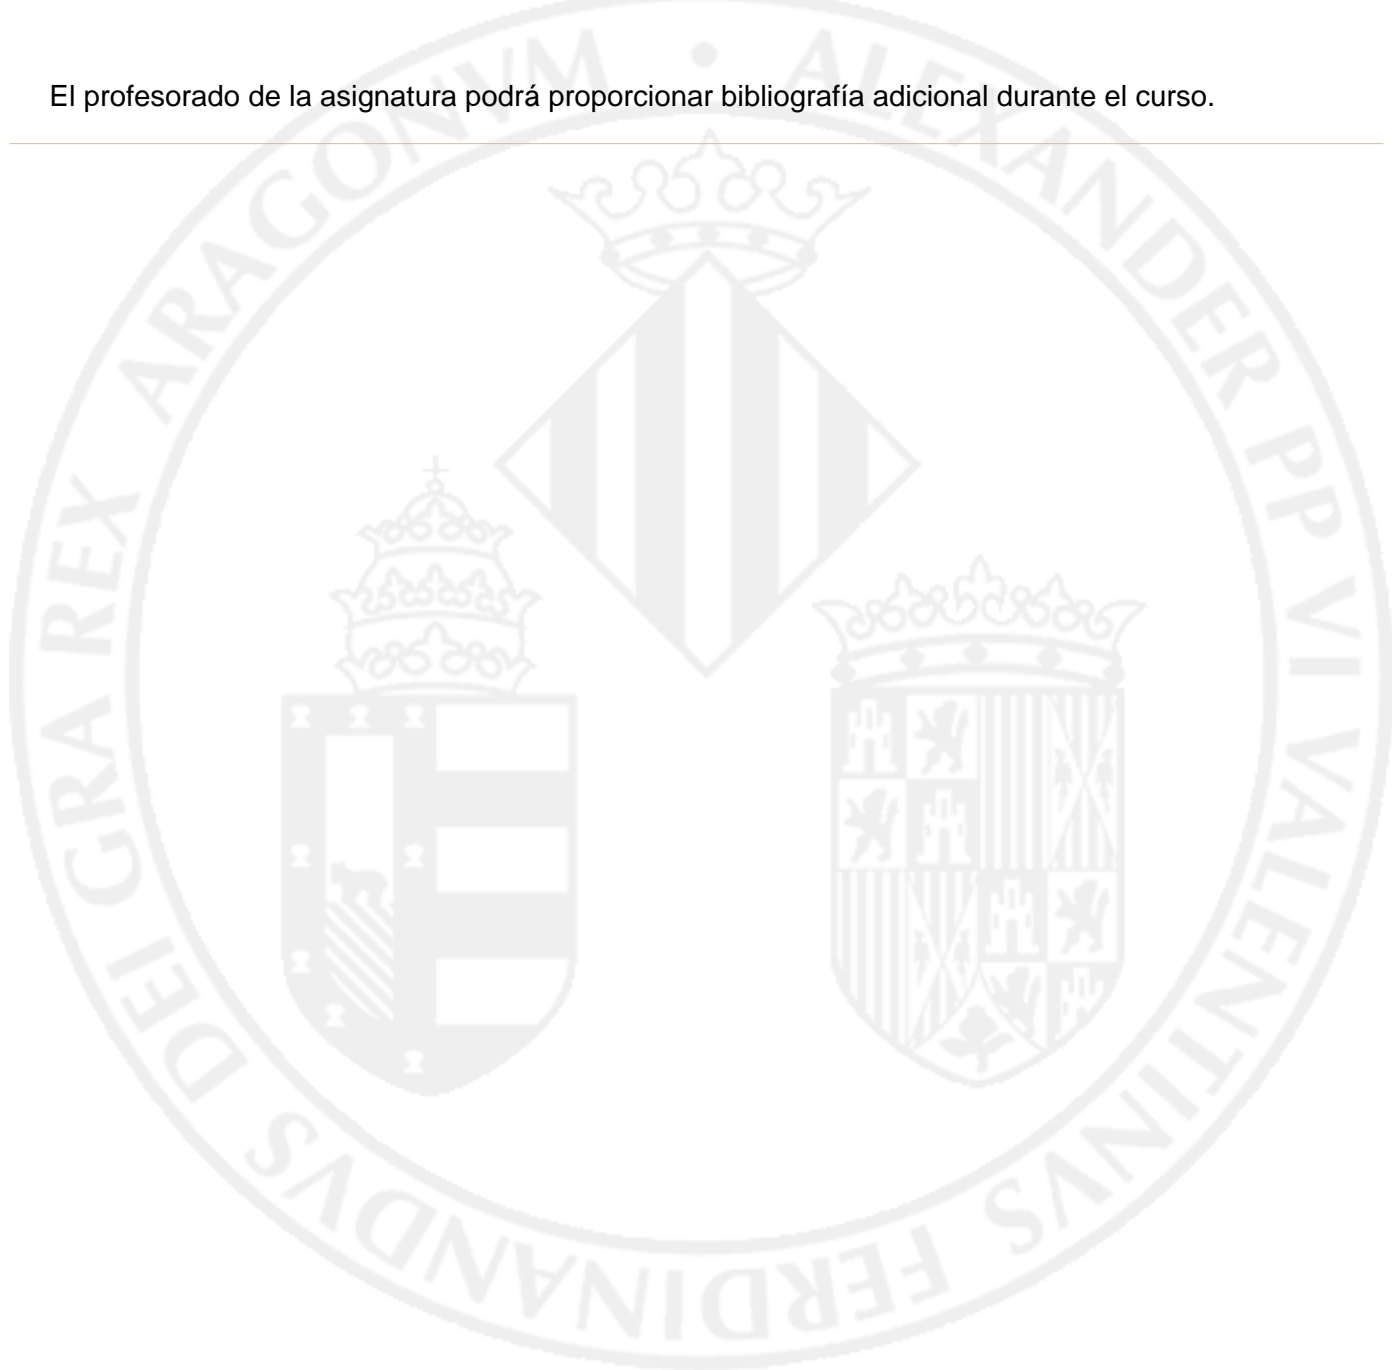 El profesorado de la asignatura podrá proporcionar bibliografía adicional durante el curso.
ALEXANDER PP VI VALENTINVS FERDINANDVS DEI GRA REX ARAGONVM